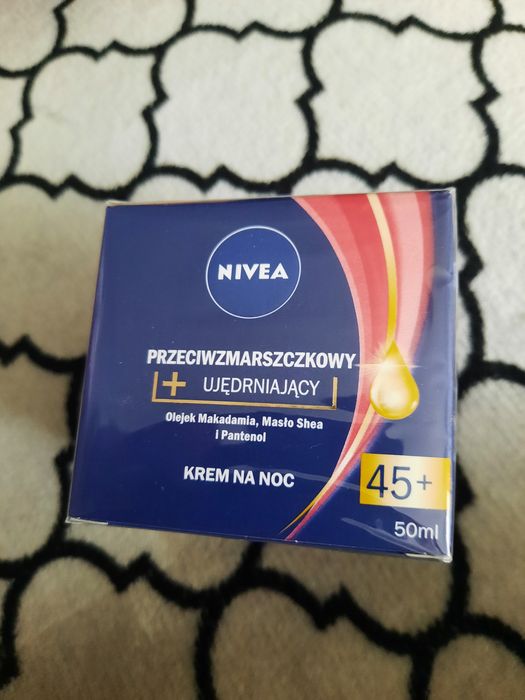 NIVEA
PRZECIWZMARSZCZKOWY
+ UJĘDRNIAJĄCY
Olejek Makadamia, Masło Shea
i Pantenol
KREM NA NOC
45+
50ml